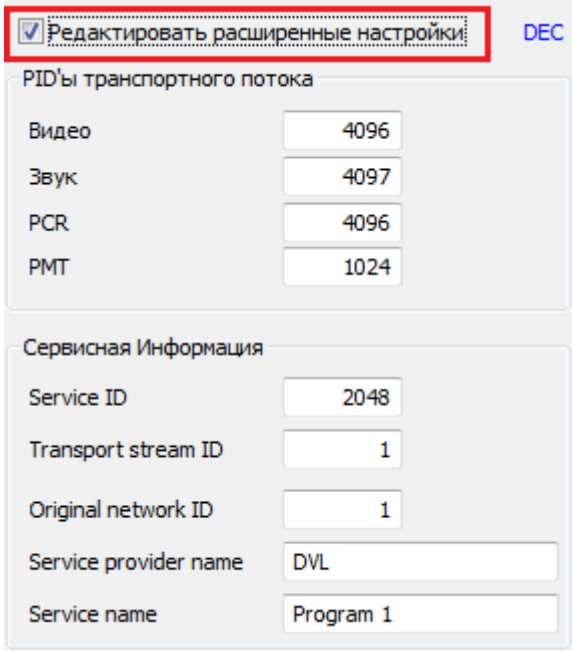 Редактировать расширенные настройки DEC
PID'ы транспортного потока
Видео 4096
Звук 4097
PCR 4096
PMT 1024
Сервисная Информация
Service ID 2048
Transport stream ID 1
Original network ID 1
Service provider name DVL
Service name Program 1